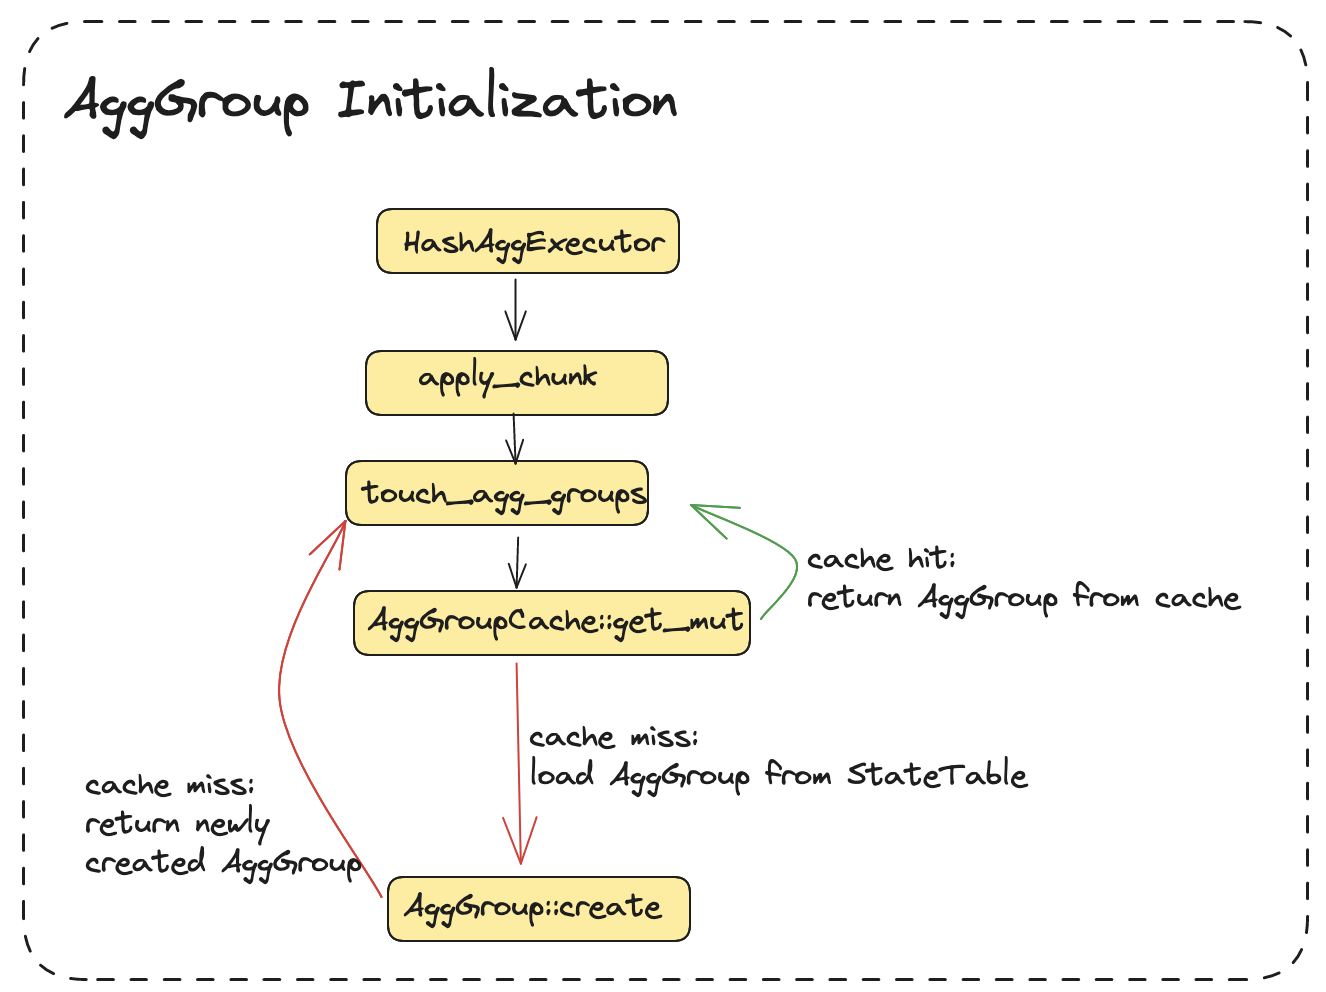 AggGroup Initialization
HashAggExecutor
apply_chunk
touch_agg_groups
cache hit:
return AggGroup from cache
AggGroupCache::get_mut
cache miss:
load AggGroup from StateTable
cache miss:
return newly
created AggGroup
AggGroup::create